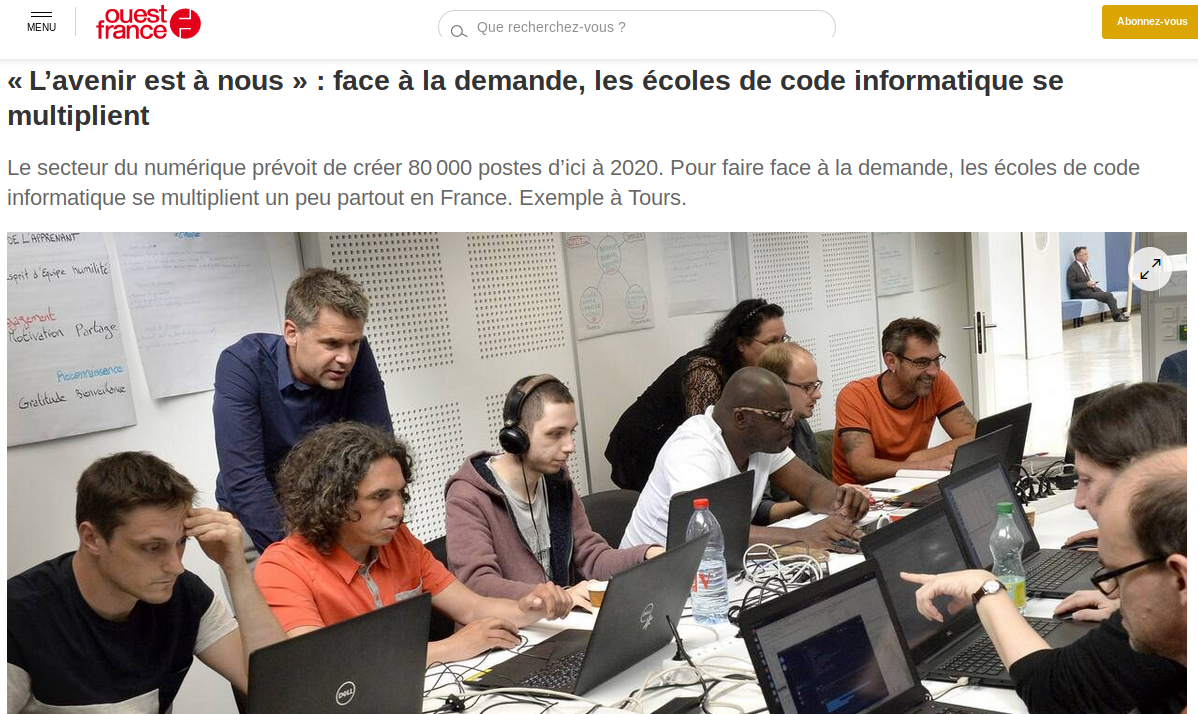 MENU
ouest
france
Que recherchez-vous ?
Abonnez-vous
« L’avenir est à nous » : face à la demande, les écoles de code informatique se
multiplient
Le secteur du numérique prévoit de créer 80 000 postes d’ici à 2020. Pour faire face à la demande, les écoles de code
informatique se multiplient un peu partout en France. Exemple à Tours.
DE L'APPRENANT
Esprit d'Equipe humilité
Motivation Partage
Reconnaissance
Gratitude Bienveillance
DELL